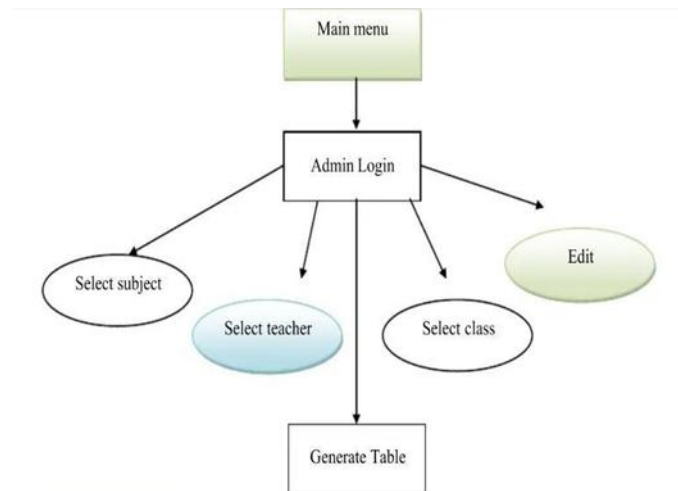 Main menu
Admin Login
Select subject
Select teacher
Select class
Edit
Generate Table